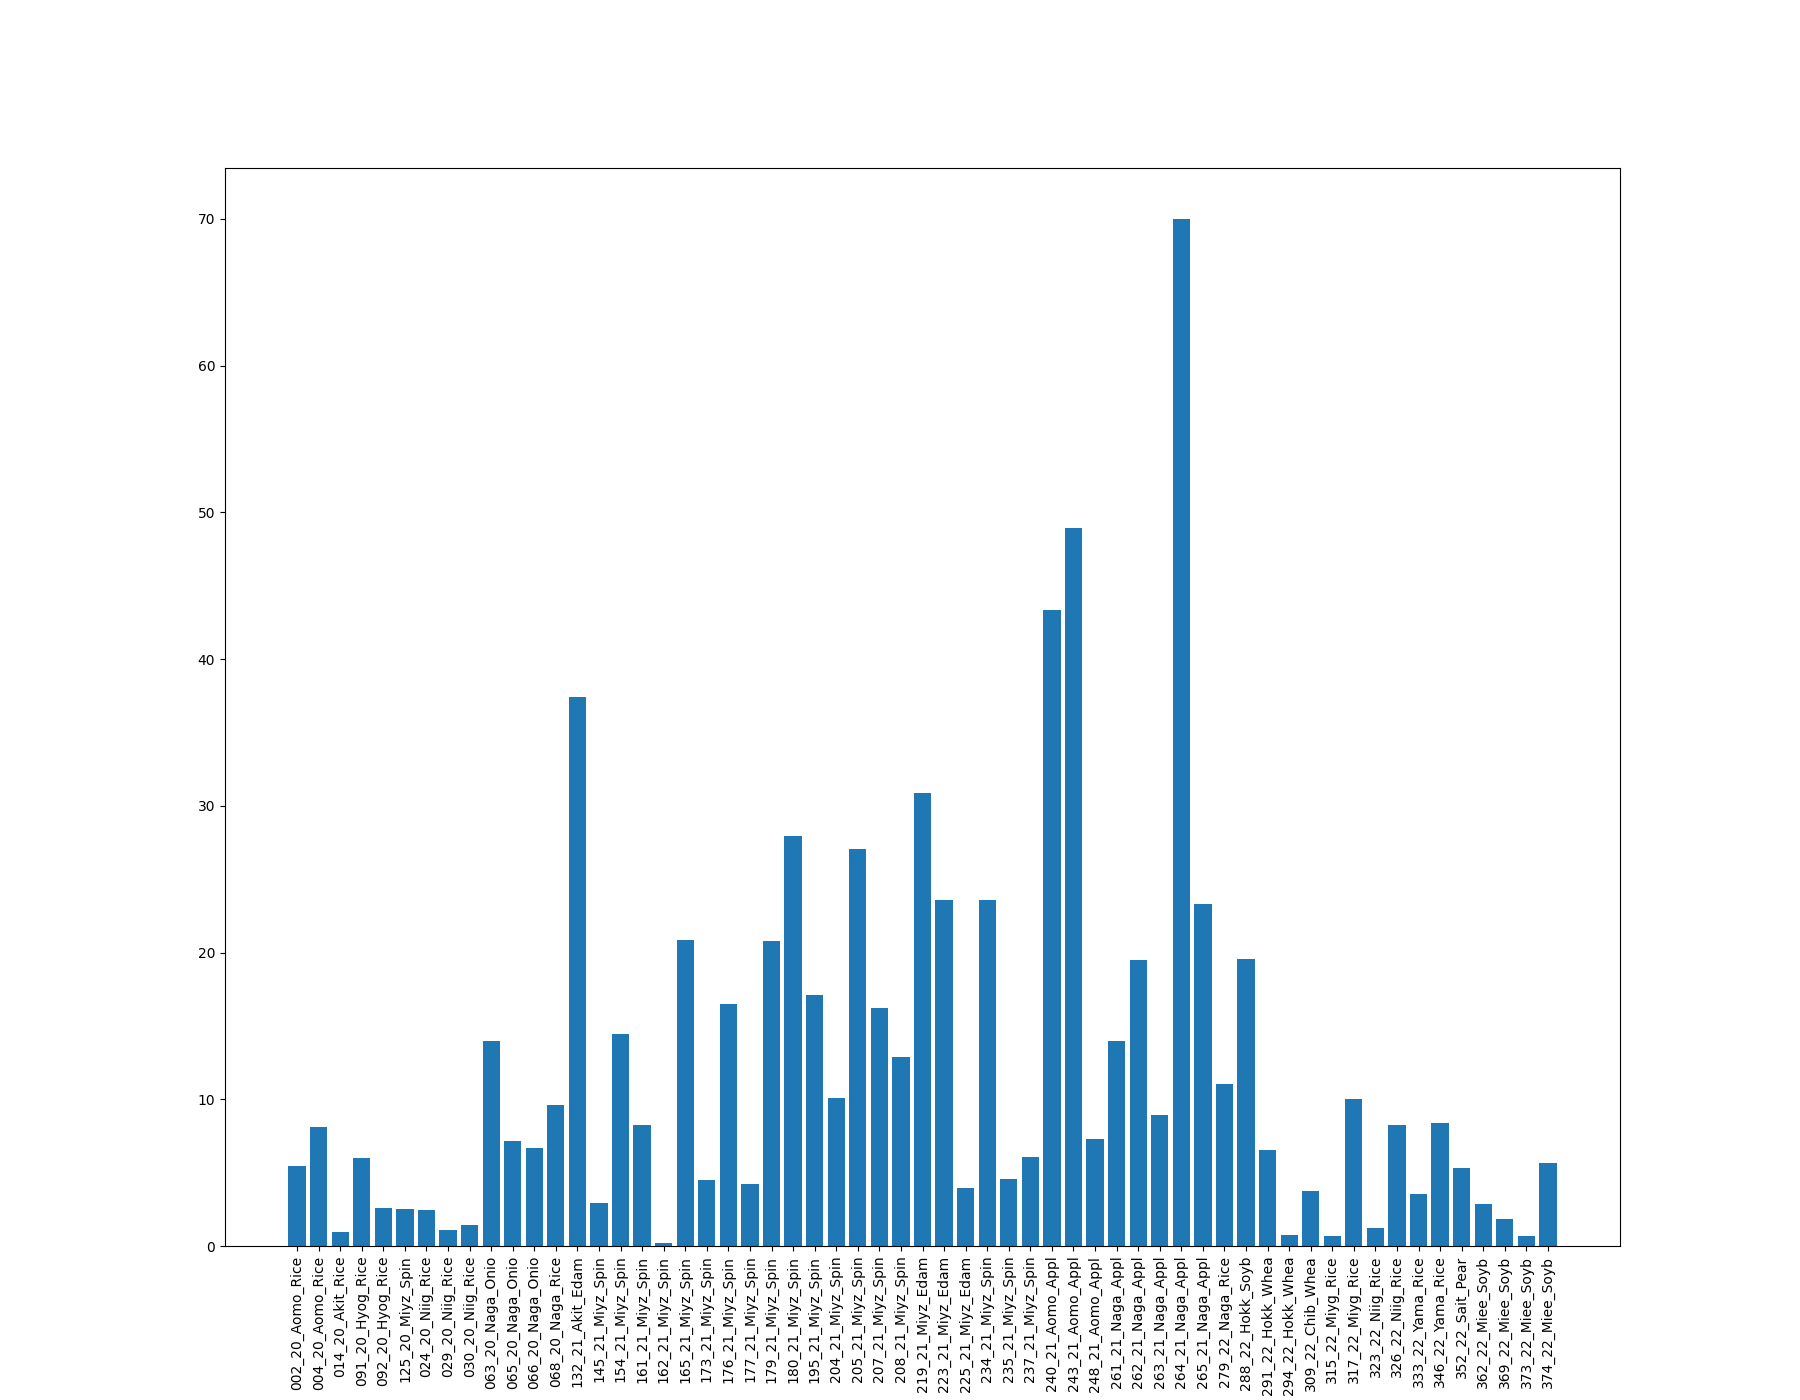 70
60
50
40
30
20
10
0
002_20_Aomo_Rice
004_20_Aomo_Rice
014_20_Akit_Rice
091_20_Hyog_Rice
092_20_Hyog_Rice
125_20_Miyz_Spin
024_20_Niig_Rice
029_20_Niig_Rice
030_20_Niig_Rice
063_20_Naga_Onio
065_20_Naga_Onio
066_20_Naga_Onio
068_20_Naga_Rice
132_21_Akit_Edam
145_21_Miyz_Spin
154_21_Miyz_Spin
161_21_Miyz_Spin
162_21_Miyz_Spin
165_21_Miyz_Spin
173_21_Miyz_Spin
176_21_Miyz_Spin
177_21_Miyz_Spin
179_21_Miyz_Spin
180_21_Miyz_Spin
195_21_Miyz_Spin
204_21_Miyz_Spin
205_21_Miyz_Spin
207_21_Miyz_Spin
208_21_Miyz_Spin
219_21_Miyz_Edam
223_21_Miyz_Edam
225_21_Miyz_Edam
234_21_Miyz_Spin
235_21_Miyz_Spin
237_21_Miyz_Spin
240_21_Aomo_Appl
243_21_Aomo_Appl
248_21_Aomo_Appl
261_21_Naga_Appl
262_21_Naga_Appl
263_21_Naga_Appl
264_21_Naga_Appl
265_21_Naga_Appl
279_22_Naga_Rice
288_22_Hokk_Soyb
291_22_Hokk_Whea
294_22_Hokk_Whea
309_22_Chib_Whea
315_22_Miyg_Rice
317_22_Miyg_Rice
323_22_Niig_Rice
326_22_Niig_Rice
333_22_Yama_Rice
346_22_Yama_Rice
352_22_Sait_Pear
362_22_Miee_Soyb
369_22_Miee_Soyb
373_22_Miee_Soyb
374_22_Miee_Soyb